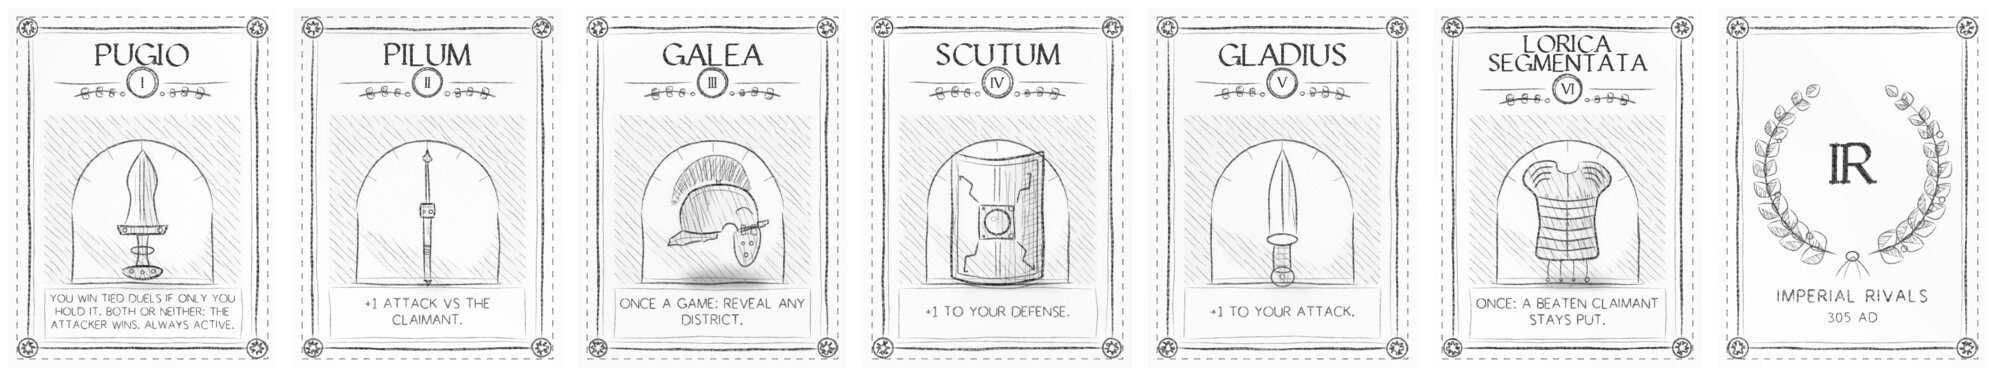 PUGIO
I
YOU WIN TIED DUELS IF ONLY YOU
HOLD IT. BOTH OR NEITHER: THE
ATTACKER WINS. ALWAYS ACTIVE.
PILUM
II
+1 ATTACK VS THE
CLAIMANT.
GALEA
III
ONCE A GAME: REVEAL ANY
DISTRICT.
SCUTUM
IV
+1 TO YOUR DEFENSE.
GLADIUS
V
+1 TO YOUR ATTACK.
LORICA
SEGMENTATA
VI
ONCE: A BEATEN CLAIMANT
STAYS PUT.
IR
IMPERIAL RIVALS
305 AD